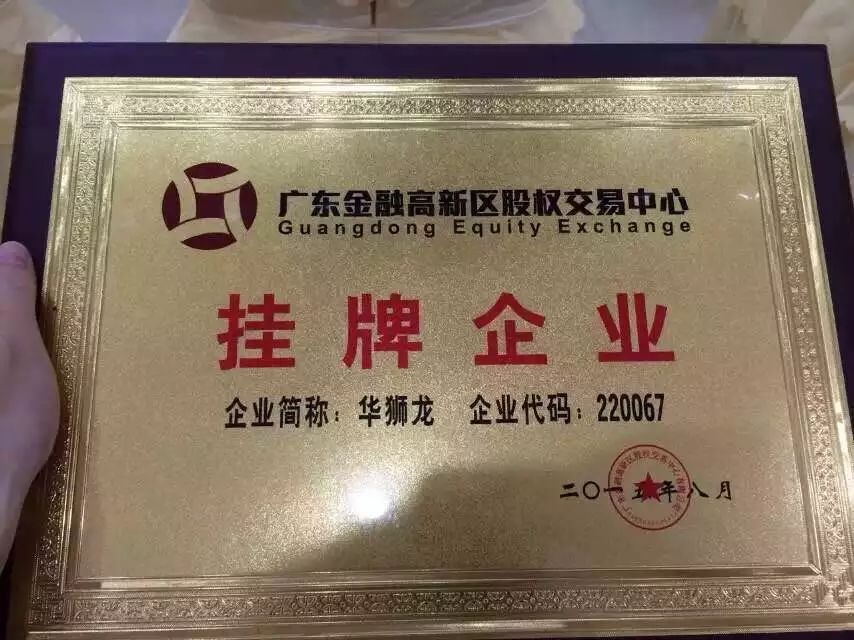 广东金融高新区股权交易中心
Guangdong Equity Exchange
挂牌企业
企业简称：华狮龙 企业代码：220067
二〇一五年八月